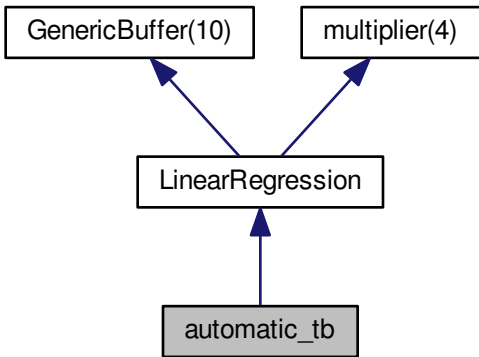 GenericBuffer(10)
multiplier(4)
LinearRegression
automatic_tb